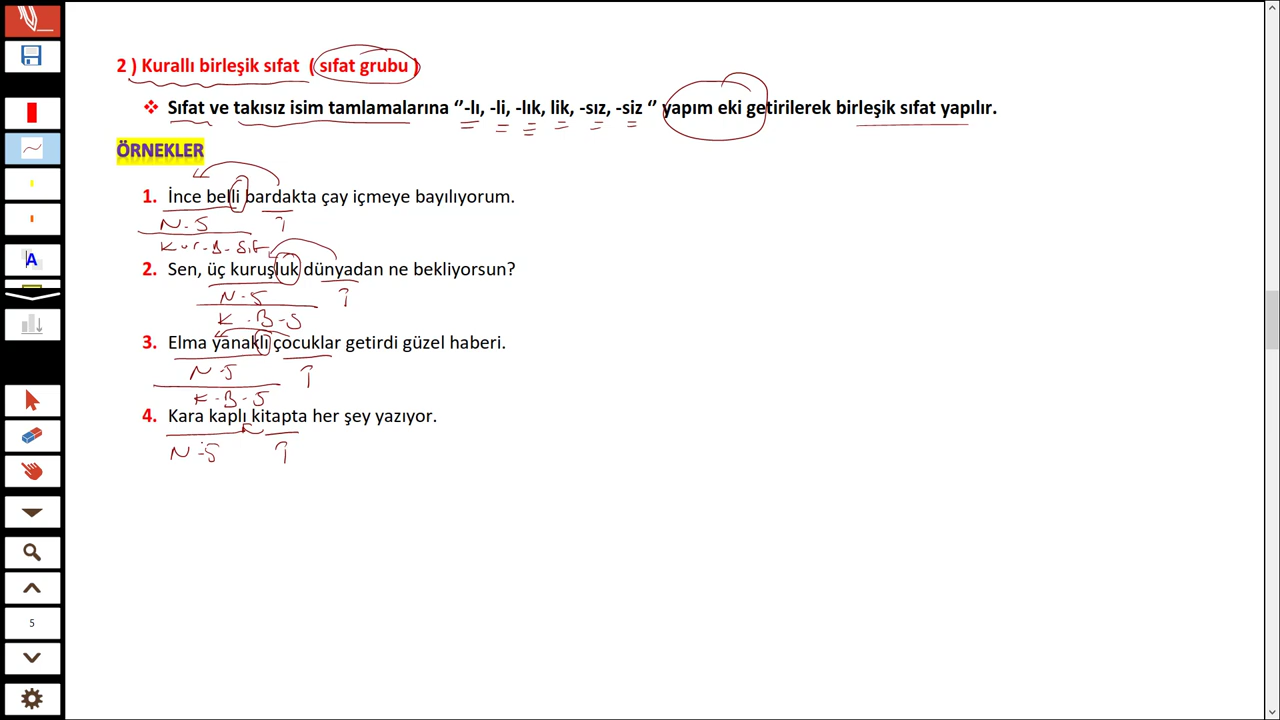 2 ) Kurallı birleşik sıfat ( sıfat grubu )
❖ Sıfat ve takısız isim tamlamalarına ‘’-lı, -li, -lık, lik, -sız, -siz ‘’ yapım eki getirilerek birleşik sıfat yapılır.
ÖRNEKLER
1. İnce belli bardakta çay içmeye bayılıyorum.
N-S İ
Kur-B-Sıf
2. Sen, üç kuruşluk dünyadan ne bekliyorsun?
N-S İ
K-B-S
3. Elma yanaklı çocuklar getirdi güzel haberi.
N-S İ
K-B-S
4. Kara kaplı kitapta her şey yazıyor.
N-S İ
A
5